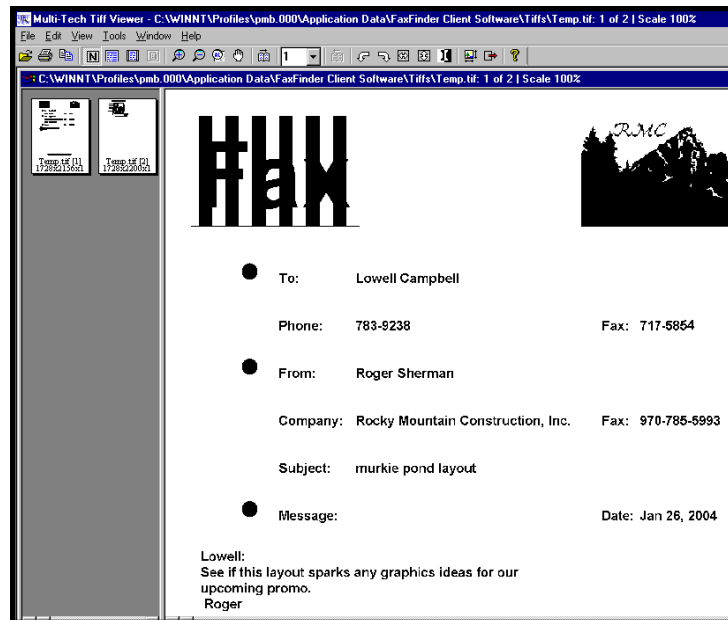 Multi-Tech Tiff Viewer - C:\WINNT\Profiles\pmb.000\Application Data\FaxFinder Client Software\Tiffs\Temp.tif: 1 of 2 | Scale 100%
File Edit View Tools Window Help
N 1
C:\WINNT\Profiles\pmb.000\Application Data\FaxFinder Client Software\Tiffs\Temp.tif: 1 of 2 | Scale 100%
Temp.tif [1] Temp.tif [2]
1728x2156x1 1728x2200x1
Fax RMC
To: Lowell Campbell
Phone: 783-9238 Fax: 717-5854
From: Roger Sherman
Company: Rocky Mountain Construction, Inc. Fax: 970-785-5993
Subject: murkie pond layout
Message: Date: Jan 26, 2004
Lowell:
See if this layout sparks any graphics ideas for our
upcoming promo.
Roger